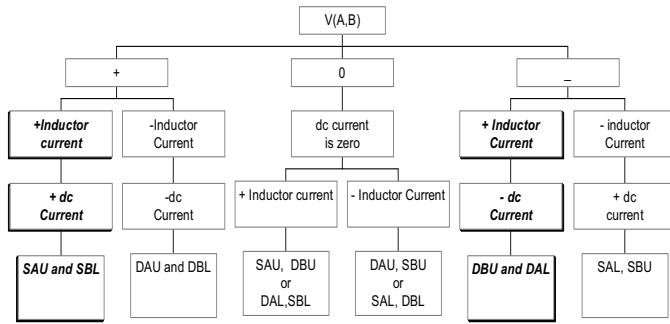 V(A,B)
+
0
_
+Inductor
current
-Inductor
Current
dc current
is zero
+ Inductor
Current
- inductor
Current
+ dc
Current
-dc
Current
+ Inductor current
- Inductor Current
- dc
Current
+ dc
current
SAU and SBL
DAU and DBL
SAU, DBU
or
DAL,SBL
DAU, SBU
or
SAL, DBL
DBU and DAL
SAL, SBU